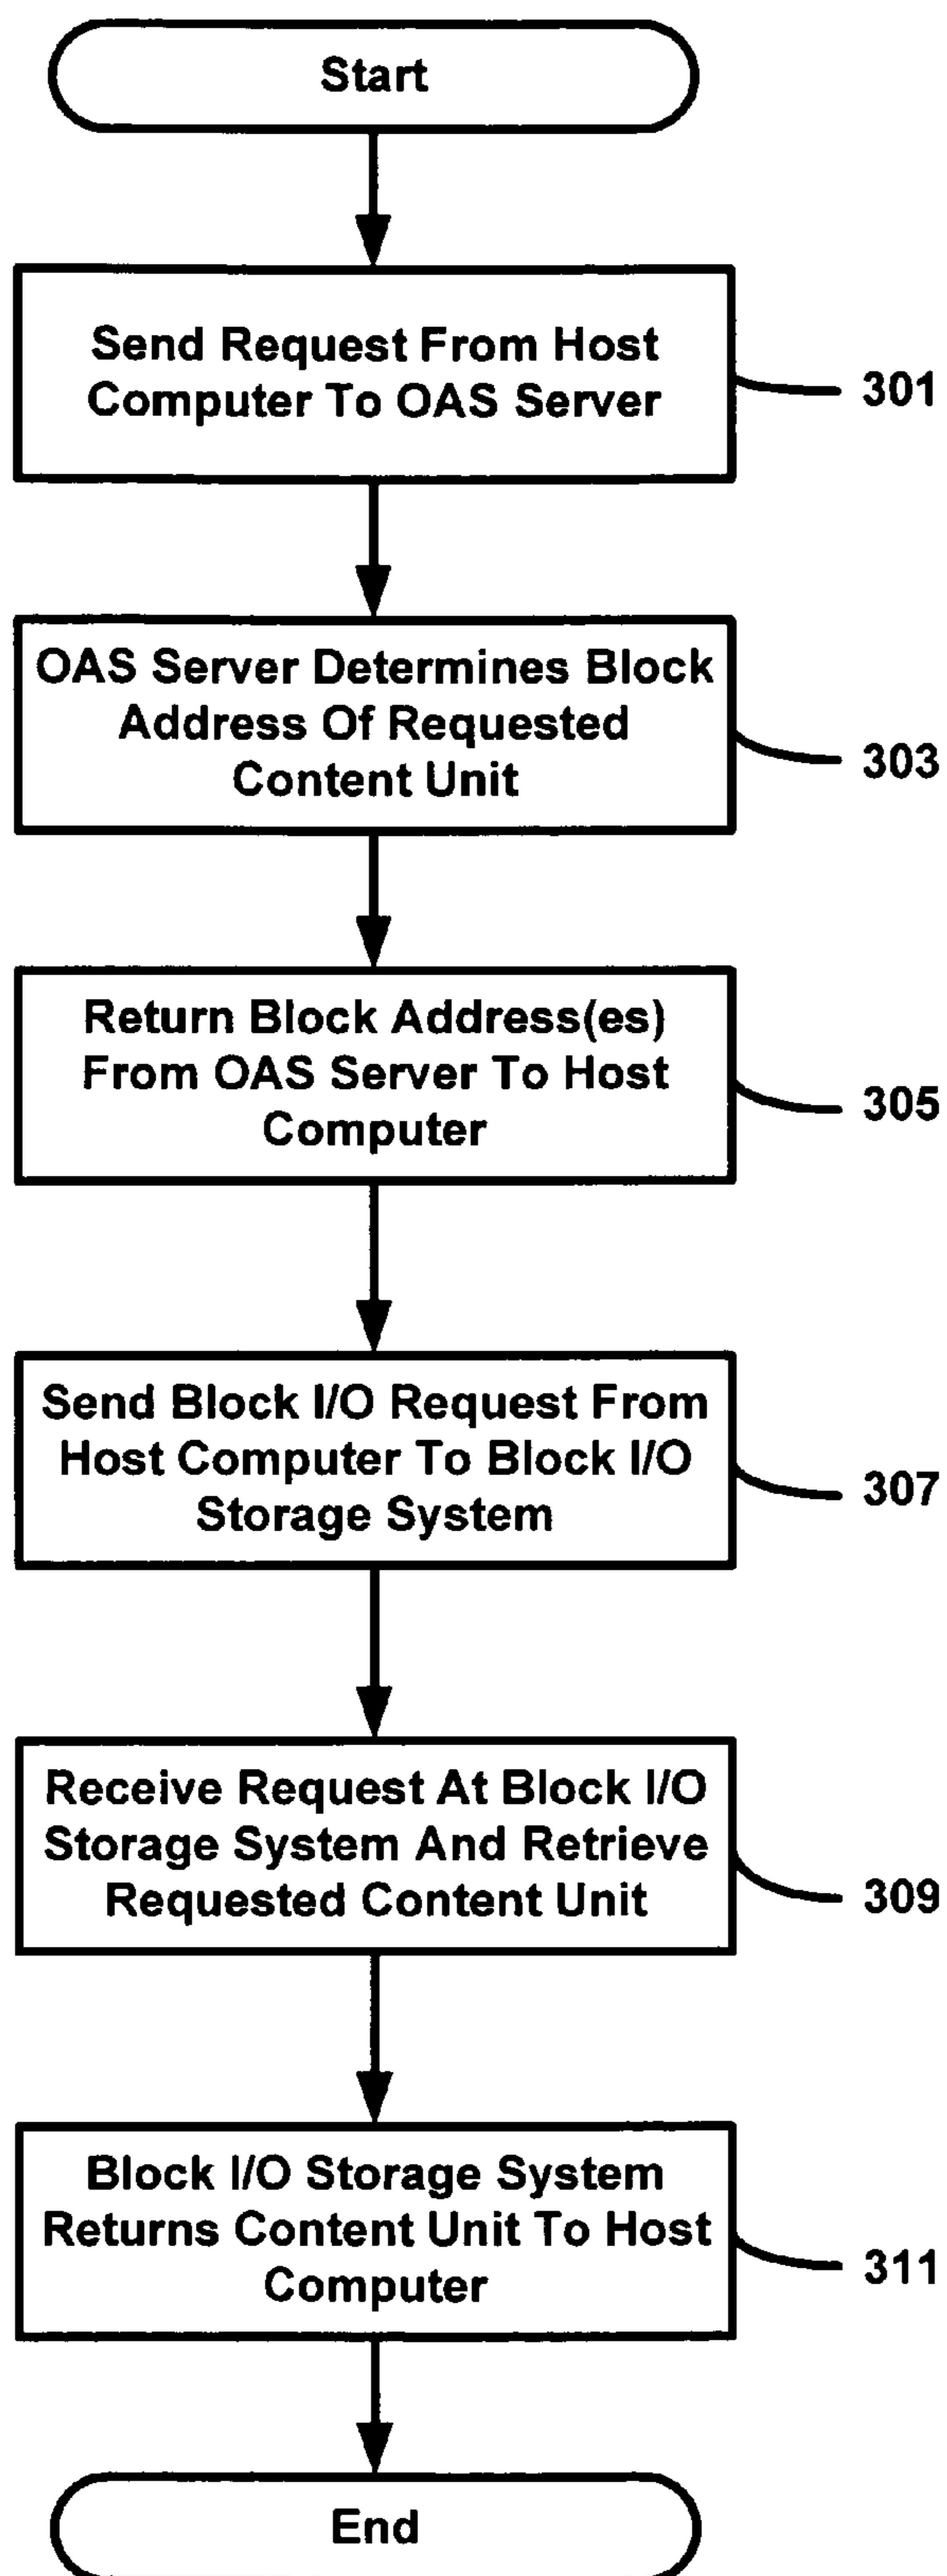 Start
Send Request From Host
Computer To OAS Server
301
OAS Server Determines Block
Address Of Requested
Content Unit
303
Return Block Address(es)
From OAS Server To Host
Computer
305
Send Block I/O Request From
Host Computer To Block I/O
Storage System
307
Receive Request At Block I/O
Storage System And Retrieve
Requested Content Unit
309
Block I/O Storage System
Returns Content Unit To Host
Computer
311
End